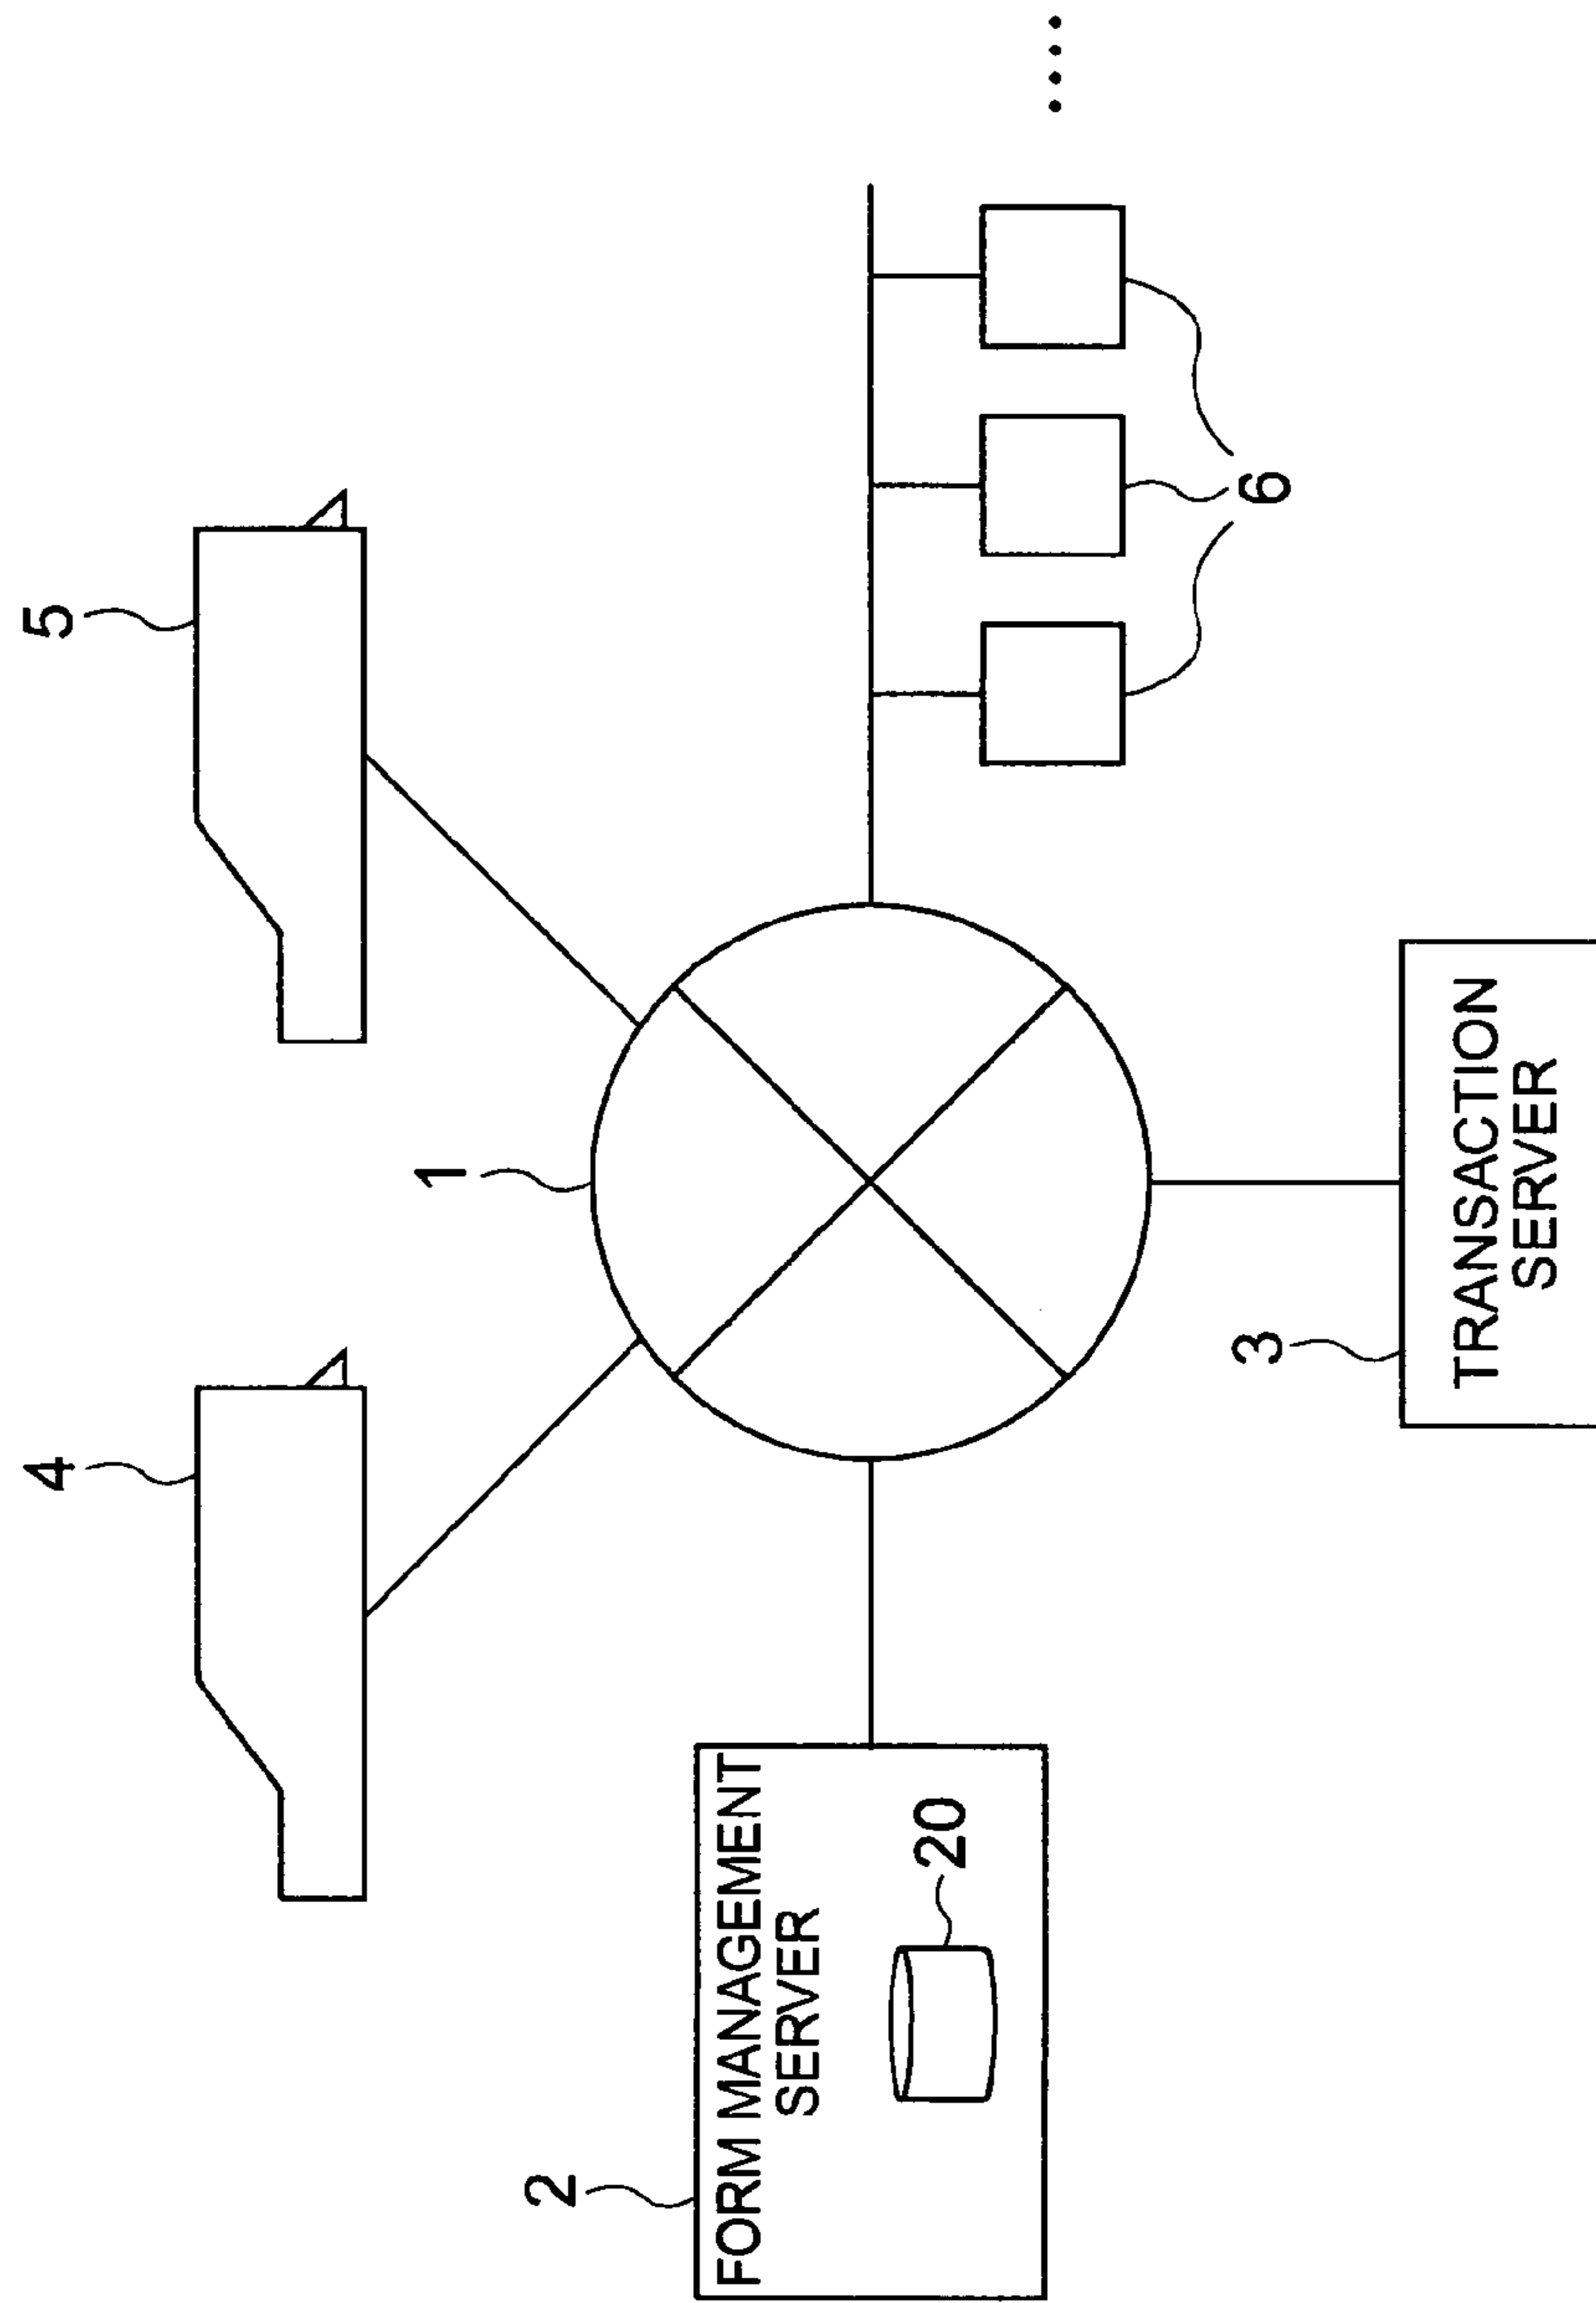 4
5
1
2
FORM MANAGEMENT
SERVER
20
3
TRANSACTION
SERVER
6